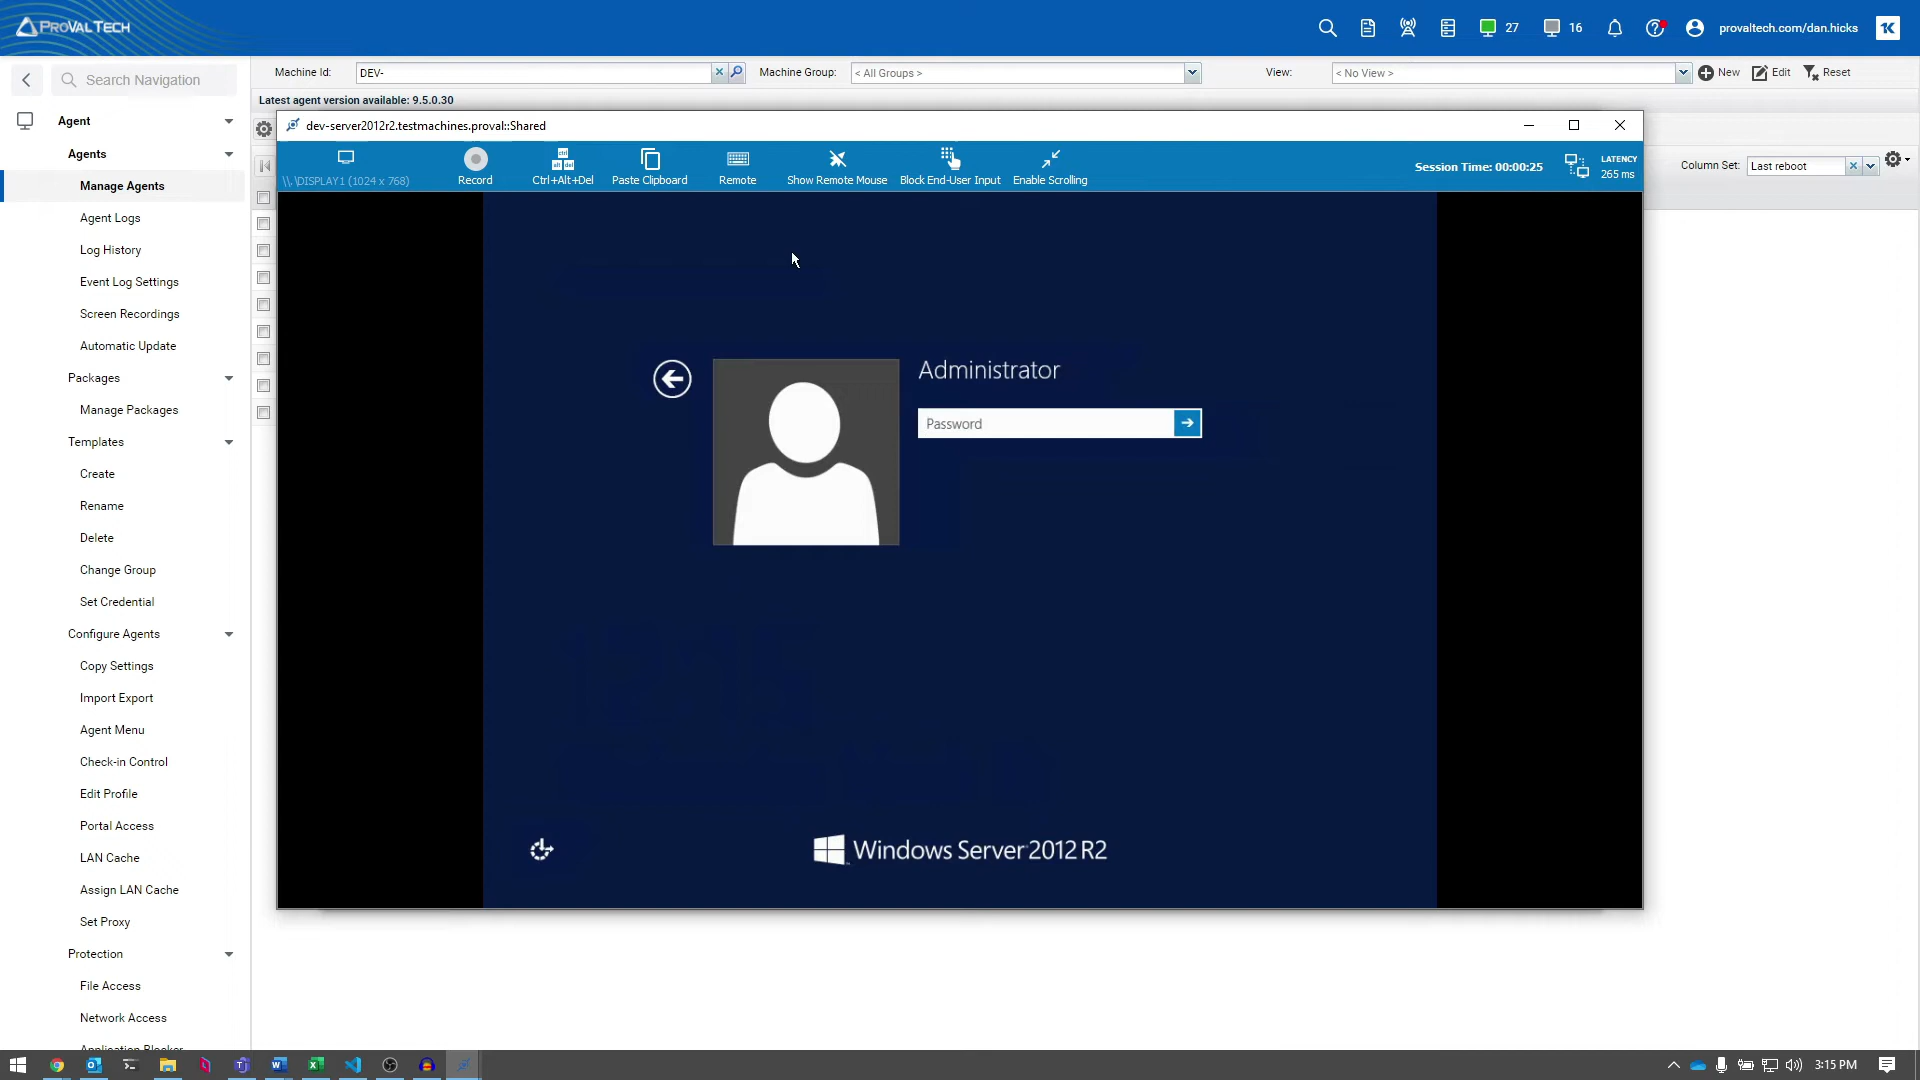 PROVALTECH
27
16
provaltech.com/dan.hicks
Search Navigation
Machine Id:
DEV-
Machine Group:
< All Groups >
View:
< No View >
New
Edit
Reset
Latest agent version available: 9.5.0.30
Agent
Agents
Manage Agents
Agent Logs
Log History
Event Log Settings
Screen Recordings
Automatic Update
Packages
Manage Packages
Templates
Create
Rename
Delete
Change Group
Set Credential
Configure Agents
Copy Settings
Import Export
Agent Menu
Check-in Control
Edit Profile
Portal Access
LAN Cache
Assign LAN Cache
Set Proxy
Protection
File Access
Network Access
Application Blocker
dev-server2012r2.testmachines.proval::Shared
\\.\DISPLAY1 (1024 x 768)
Record
ctrl
alt
del
Ctrl+Alt+Del
Paste Clipboard
Remote
Show Remote Mouse
Block End-User Input
Enable Scrolling
Session Time: 00:00:25
LATENCY
265 ms
Column Set:
Last reboot
Administrator
Password
Windows Server 2012 R2
3:15 PM